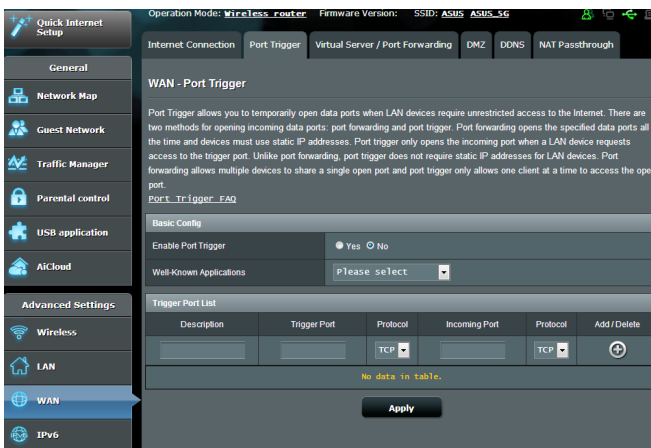 Quick Internet Setup
Operation Mode: Wireless router Firmware Version: SSID: ASUS ASUS_5G
Internet Connection Port Trigger Virtual Server / Port Forwarding DMZ DDNS NAT Passthrough
General
Network Map
Guest Network
Traffic Manager
Parental control
USB application
AiCloud
Advanced Settings
Wireless
LAN
WAN
IPv6
WAN - Port Trigger
Port Trigger allows you to temporarily open data ports when LAN devices require unrestricted access to the Internet. There are
two methods for opening incoming data ports: port forwarding and port trigger. Port forwarding opens the specified data ports all
the time and devices must use static IP addresses. Port trigger only opens the incoming port when a LAN device requests
access to the trigger port. Unlike port forwarding, port trigger does not require static IP addresses for LAN devices. Port
forwarding allows multiple devices to share a single open port and port trigger only allows one client at a time to access the ope
port.
Port Trigger FAQ
Basic Config
Enable Port Trigger Yes No
Well-Known Applications Please select
Trigger Port List
Description Trigger Port Protocol Incoming Port Protocol Add / Delete
TCP TCP
No data in table.
Apply